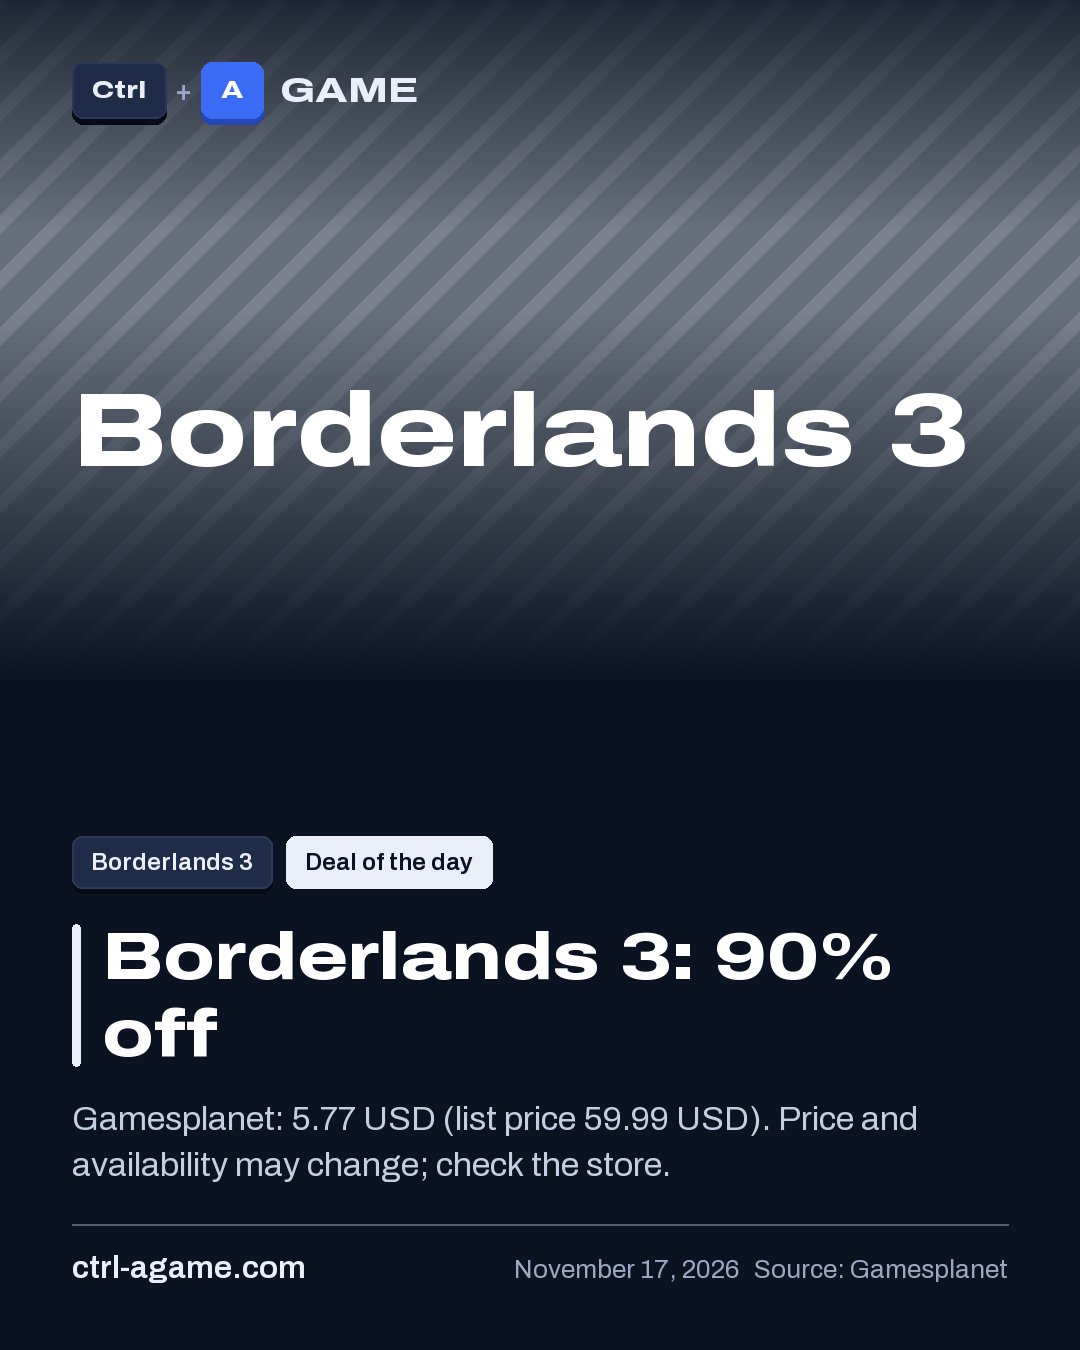 Ctrl + A GAME
Borderlands 3
Borderlands 3 Deal of the day
Borderlands 3: 90%
off
Gamesplanet: 5.77 USD (list price 59.99 USD). Price and
availability may change; check the store.
ctrl-agame.com November 17, 2026 Source: Gamesplanet